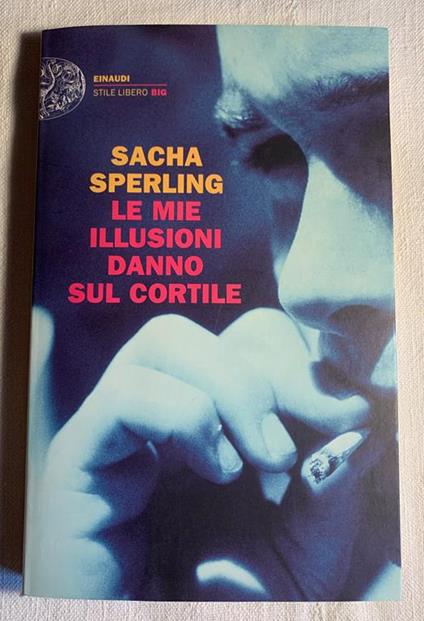 EINAUDI
STILE LIBERO BIG
SACHA
SPERLING
LE MIE
ILLUSIONI
DANNO
SUL CORTILE